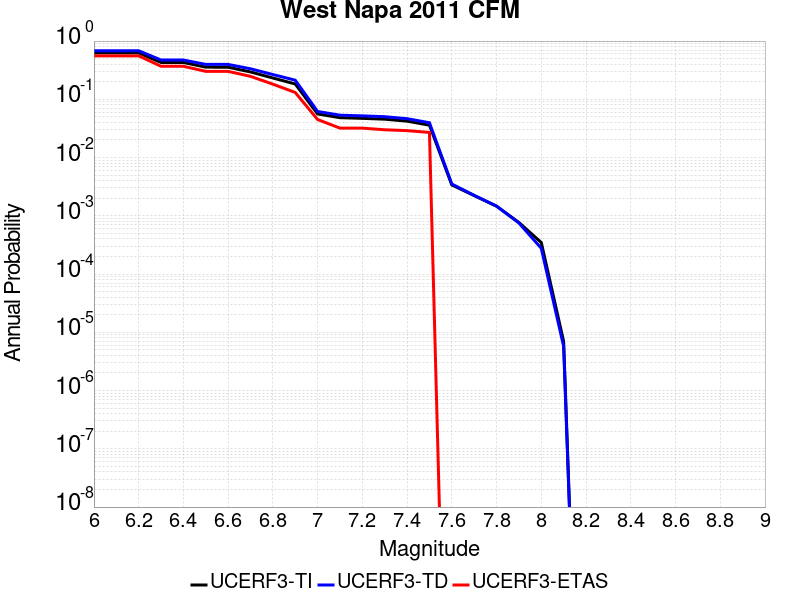 West Napa 2011 CFM
10^0
10^-1
10^-2
10^-3
10^-4
10^-5
10^-6
10^-7
10^-8
Annual Probability
6 6.2 6.4 6.6 6.8 7 7.2 7.4 7.6 7.8 8 8.2 8.4 8.6 8.8 9
Magnitude
UCERF3-TI UCERF3-TD UCERF3-ETAS